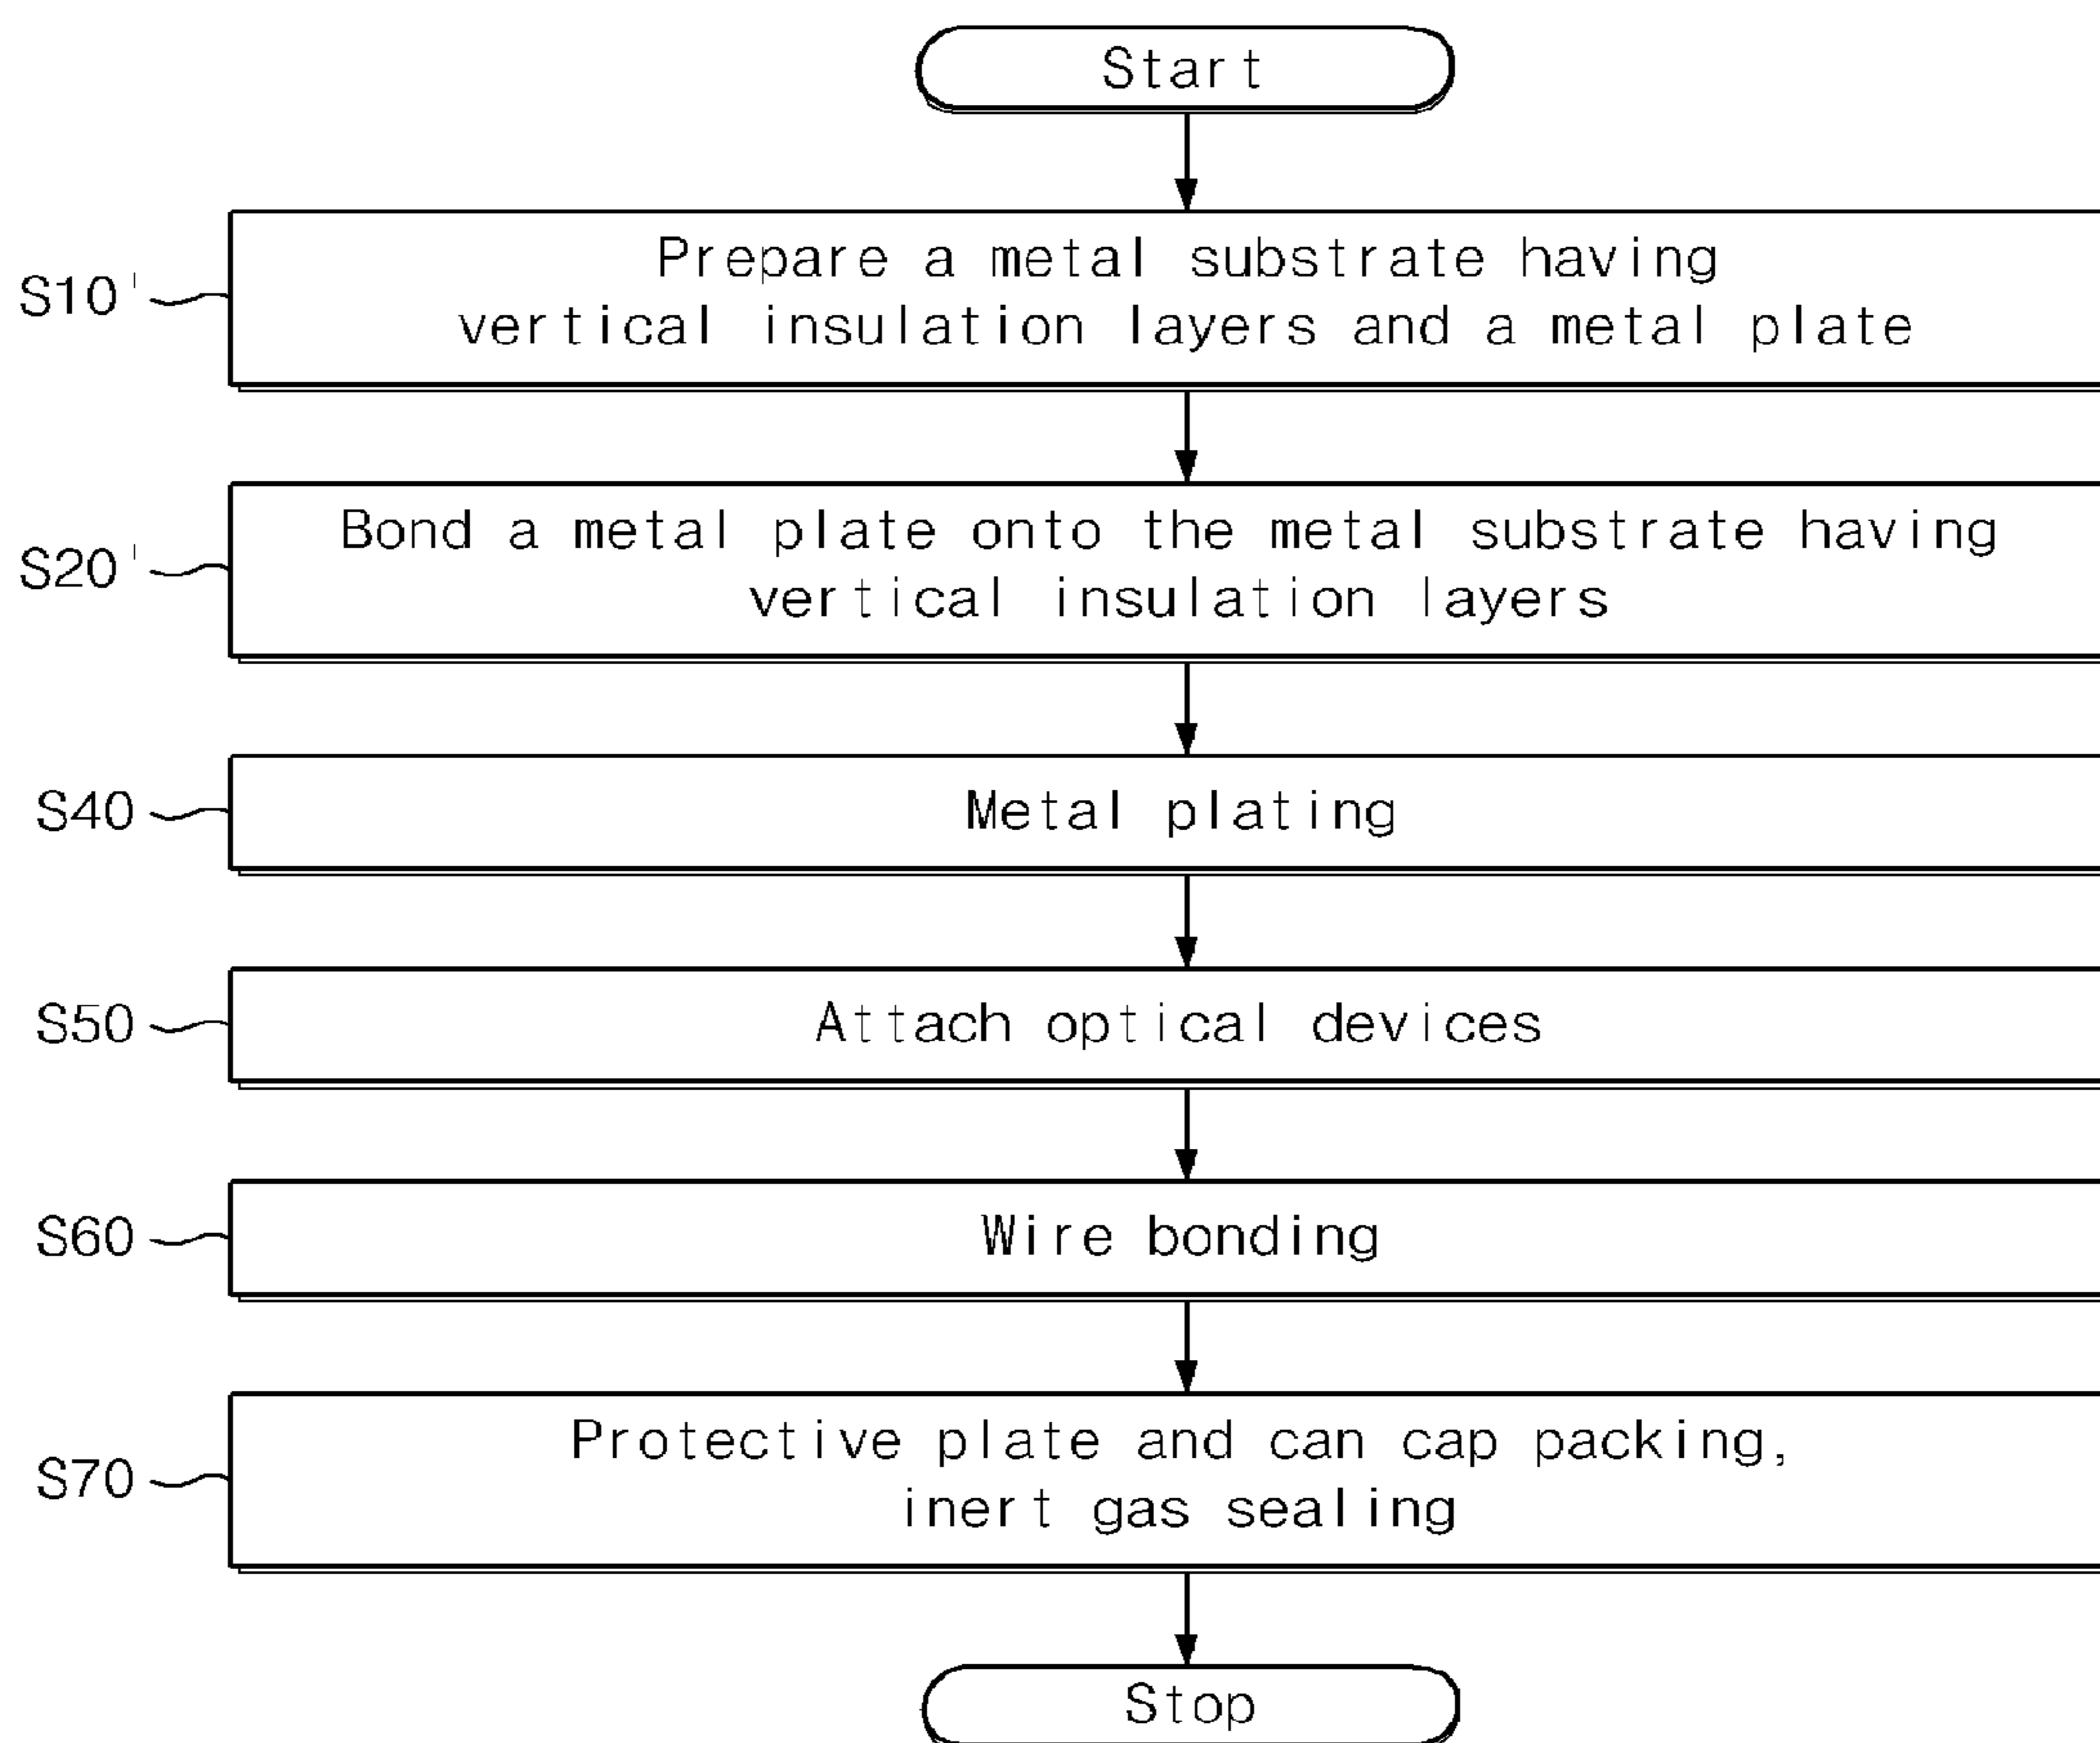 Start
S10'
Prepare a metal substrate having
vertical insulation layers and a metal plate
S20'
Bond a metal plate onto the metal substrate having
vertical insulation layers
S40
Metal plating
S50
Attach optical devices
S60
Wire bonding
S70
Protective plate and can cap packing,
inert gas sealing
Stop